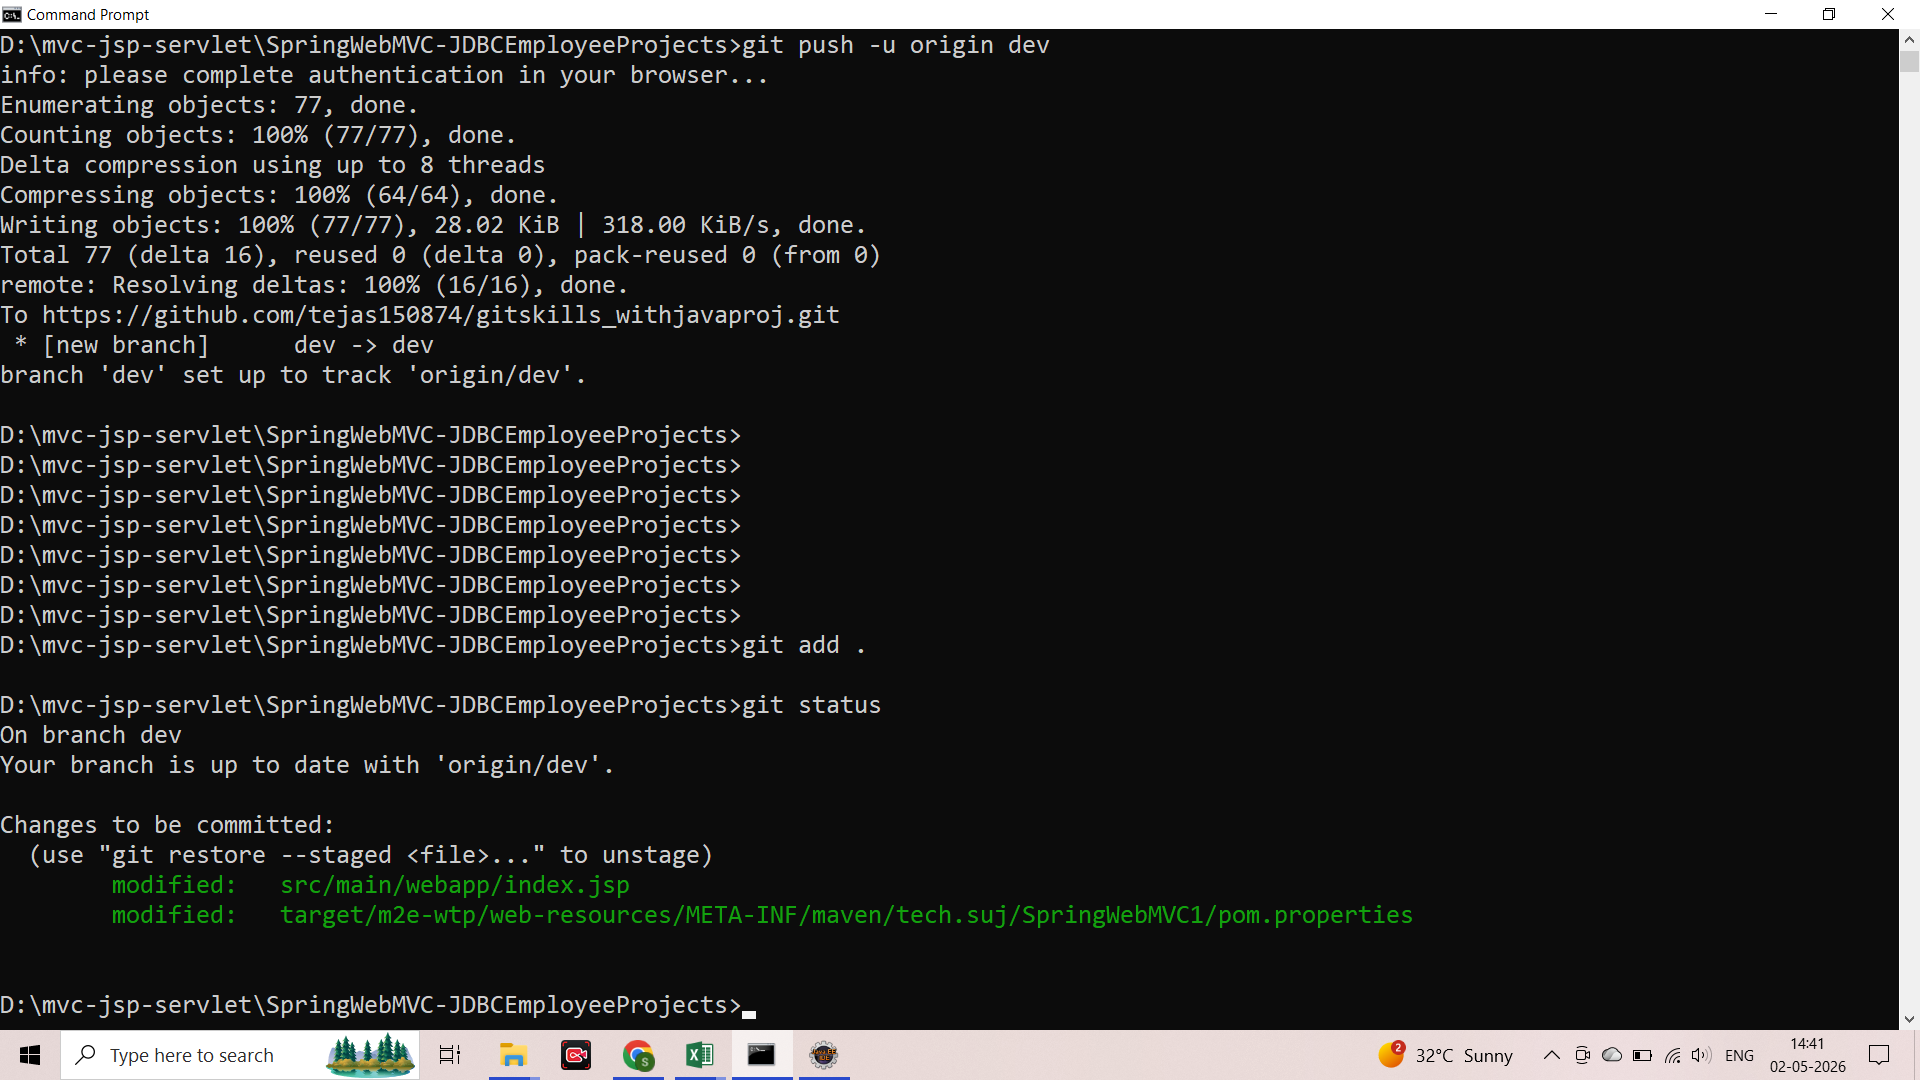 Command Prompt
D:\mvc-jsp-servlet\SpringWebMVC-JDBCEmployeeProjects>git push -u origin dev
info: please complete authentication in your browser...
Enumerating objects: 77, done.
Counting objects: 100% (77/77), done.
Delta compression using up to 8 threads
Compressing objects: 100% (64/64), done.
Writing objects: 100% (77/77), 28.02 KiB | 318.00 KiB/s, done.
Total 77 (delta 16), reused 0 (delta 0), pack-reused 0 (from 0)
remote: Resolving deltas: 100% (16/16), done.
To https://github.com/tejas150874/gitskills_withjavaproj.git
 * [new branch]      dev -> dev
branch 'dev' set up to track 'origin/dev'.
D:\mvc-jsp-servlet\SpringWebMVC-JDBCEmployeeProjects>
D:\mvc-jsp-servlet\SpringWebMVC-JDBCEmployeeProjects>
D:\mvc-jsp-servlet\SpringWebMVC-JDBCEmployeeProjects>
D:\mvc-jsp-servlet\SpringWebMVC-JDBCEmployeeProjects>
D:\mvc-jsp-servlet\SpringWebMVC-JDBCEmployeeProjects>
D:\mvc-jsp-servlet\SpringWebMVC-JDBCEmployeeProjects>
D:\mvc-jsp-servlet\SpringWebMVC-JDBCEmployeeProjects>
D:\mvc-jsp-servlet\SpringWebMVC-JDBCEmployeeProjects>git add .
D:\mvc-jsp-servlet\SpringWebMVC-JDBCEmployeeProjects>git status
On branch dev
Your branch is up to date with 'origin/dev'.
Changes to be committed:
  (use "git restore --staged <file>..." to unstage)
        modified:   src/main/webapp/index.jsp
        modified:   target/m2e-wtp/web-resources/META-INF/maven/tech.suj/SpringWebMVC1/pom.properties
D:\mvc-jsp-servlet\SpringWebMVC-JDBCEmployeeProjects>
Type here to search
S
2
32°C Sunny
ENG
14:41
02-05-2026